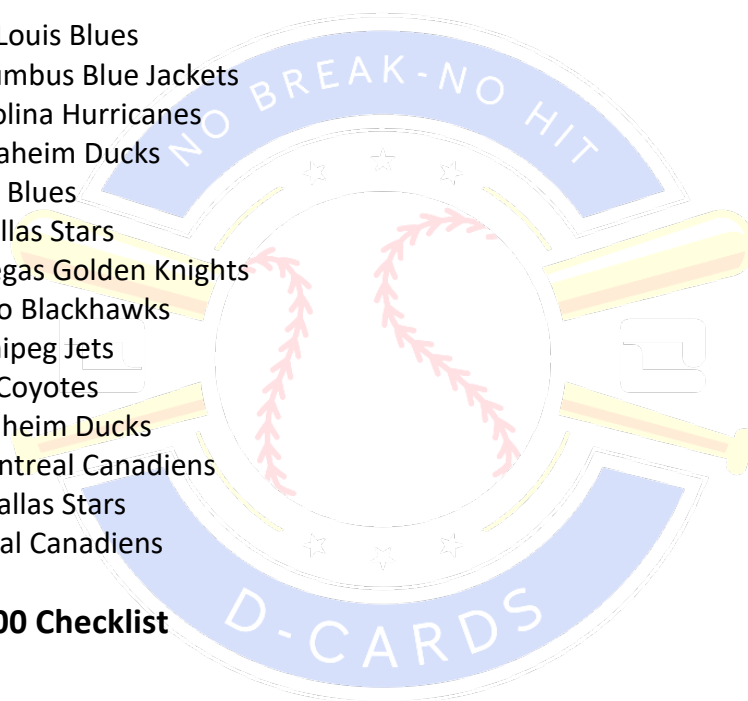 Louis Blues
umbus Blue Jackets
olina Hurricanes
aheim Ducks
Blues
llas Stars
egas Golden Knights
o Blackhawks
nipeg Jets
Coyotes
heim Ducks
ntreal Canadiens
allas Stars
al Canadiens
00 Checklist
NO BREAK-NO HIT
D-CARDS